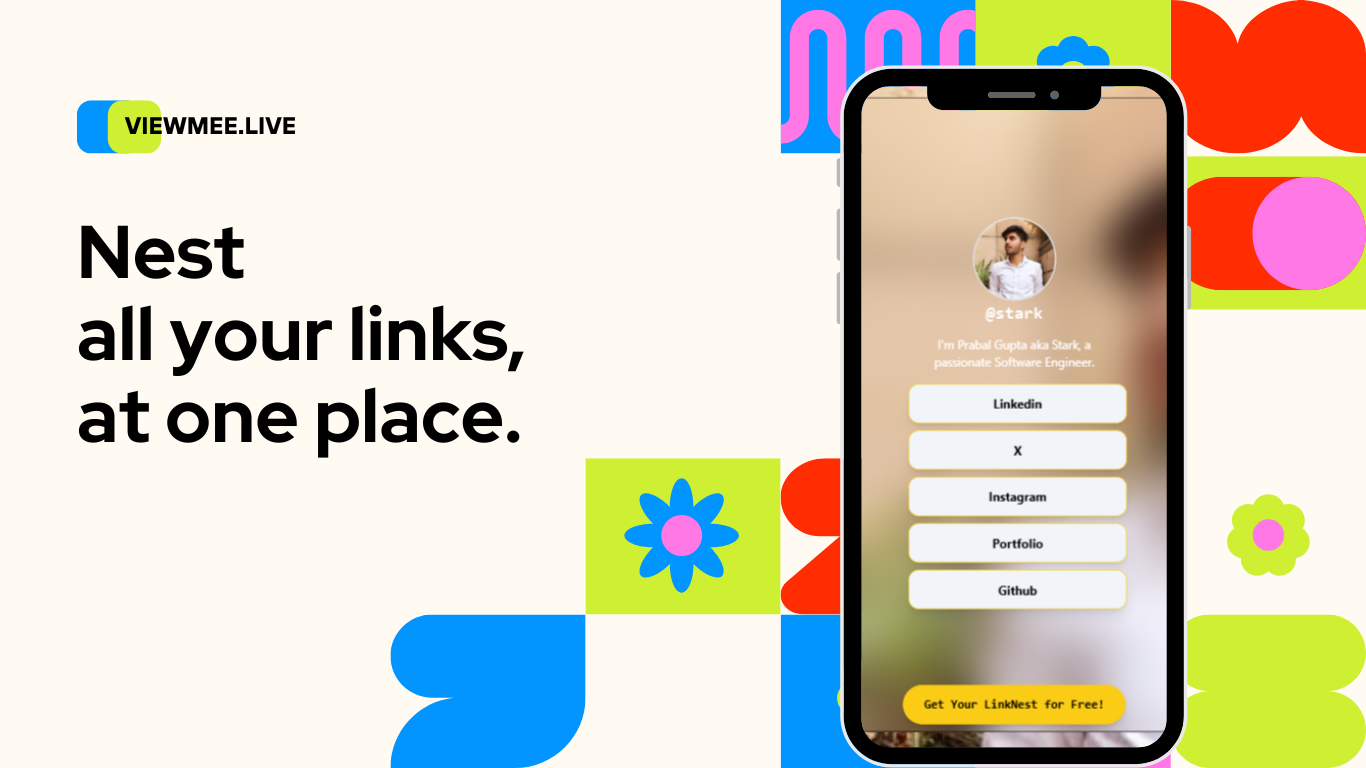 VIEWMEE.LIVE
Nest
all your links,
at one place.
@stark
I'm Prabal Gupta aka Stark, a
passionate Software Engineer.
Linkedin
X
Instagram
Portfolio
Github
Get Your LinkNest for Free!